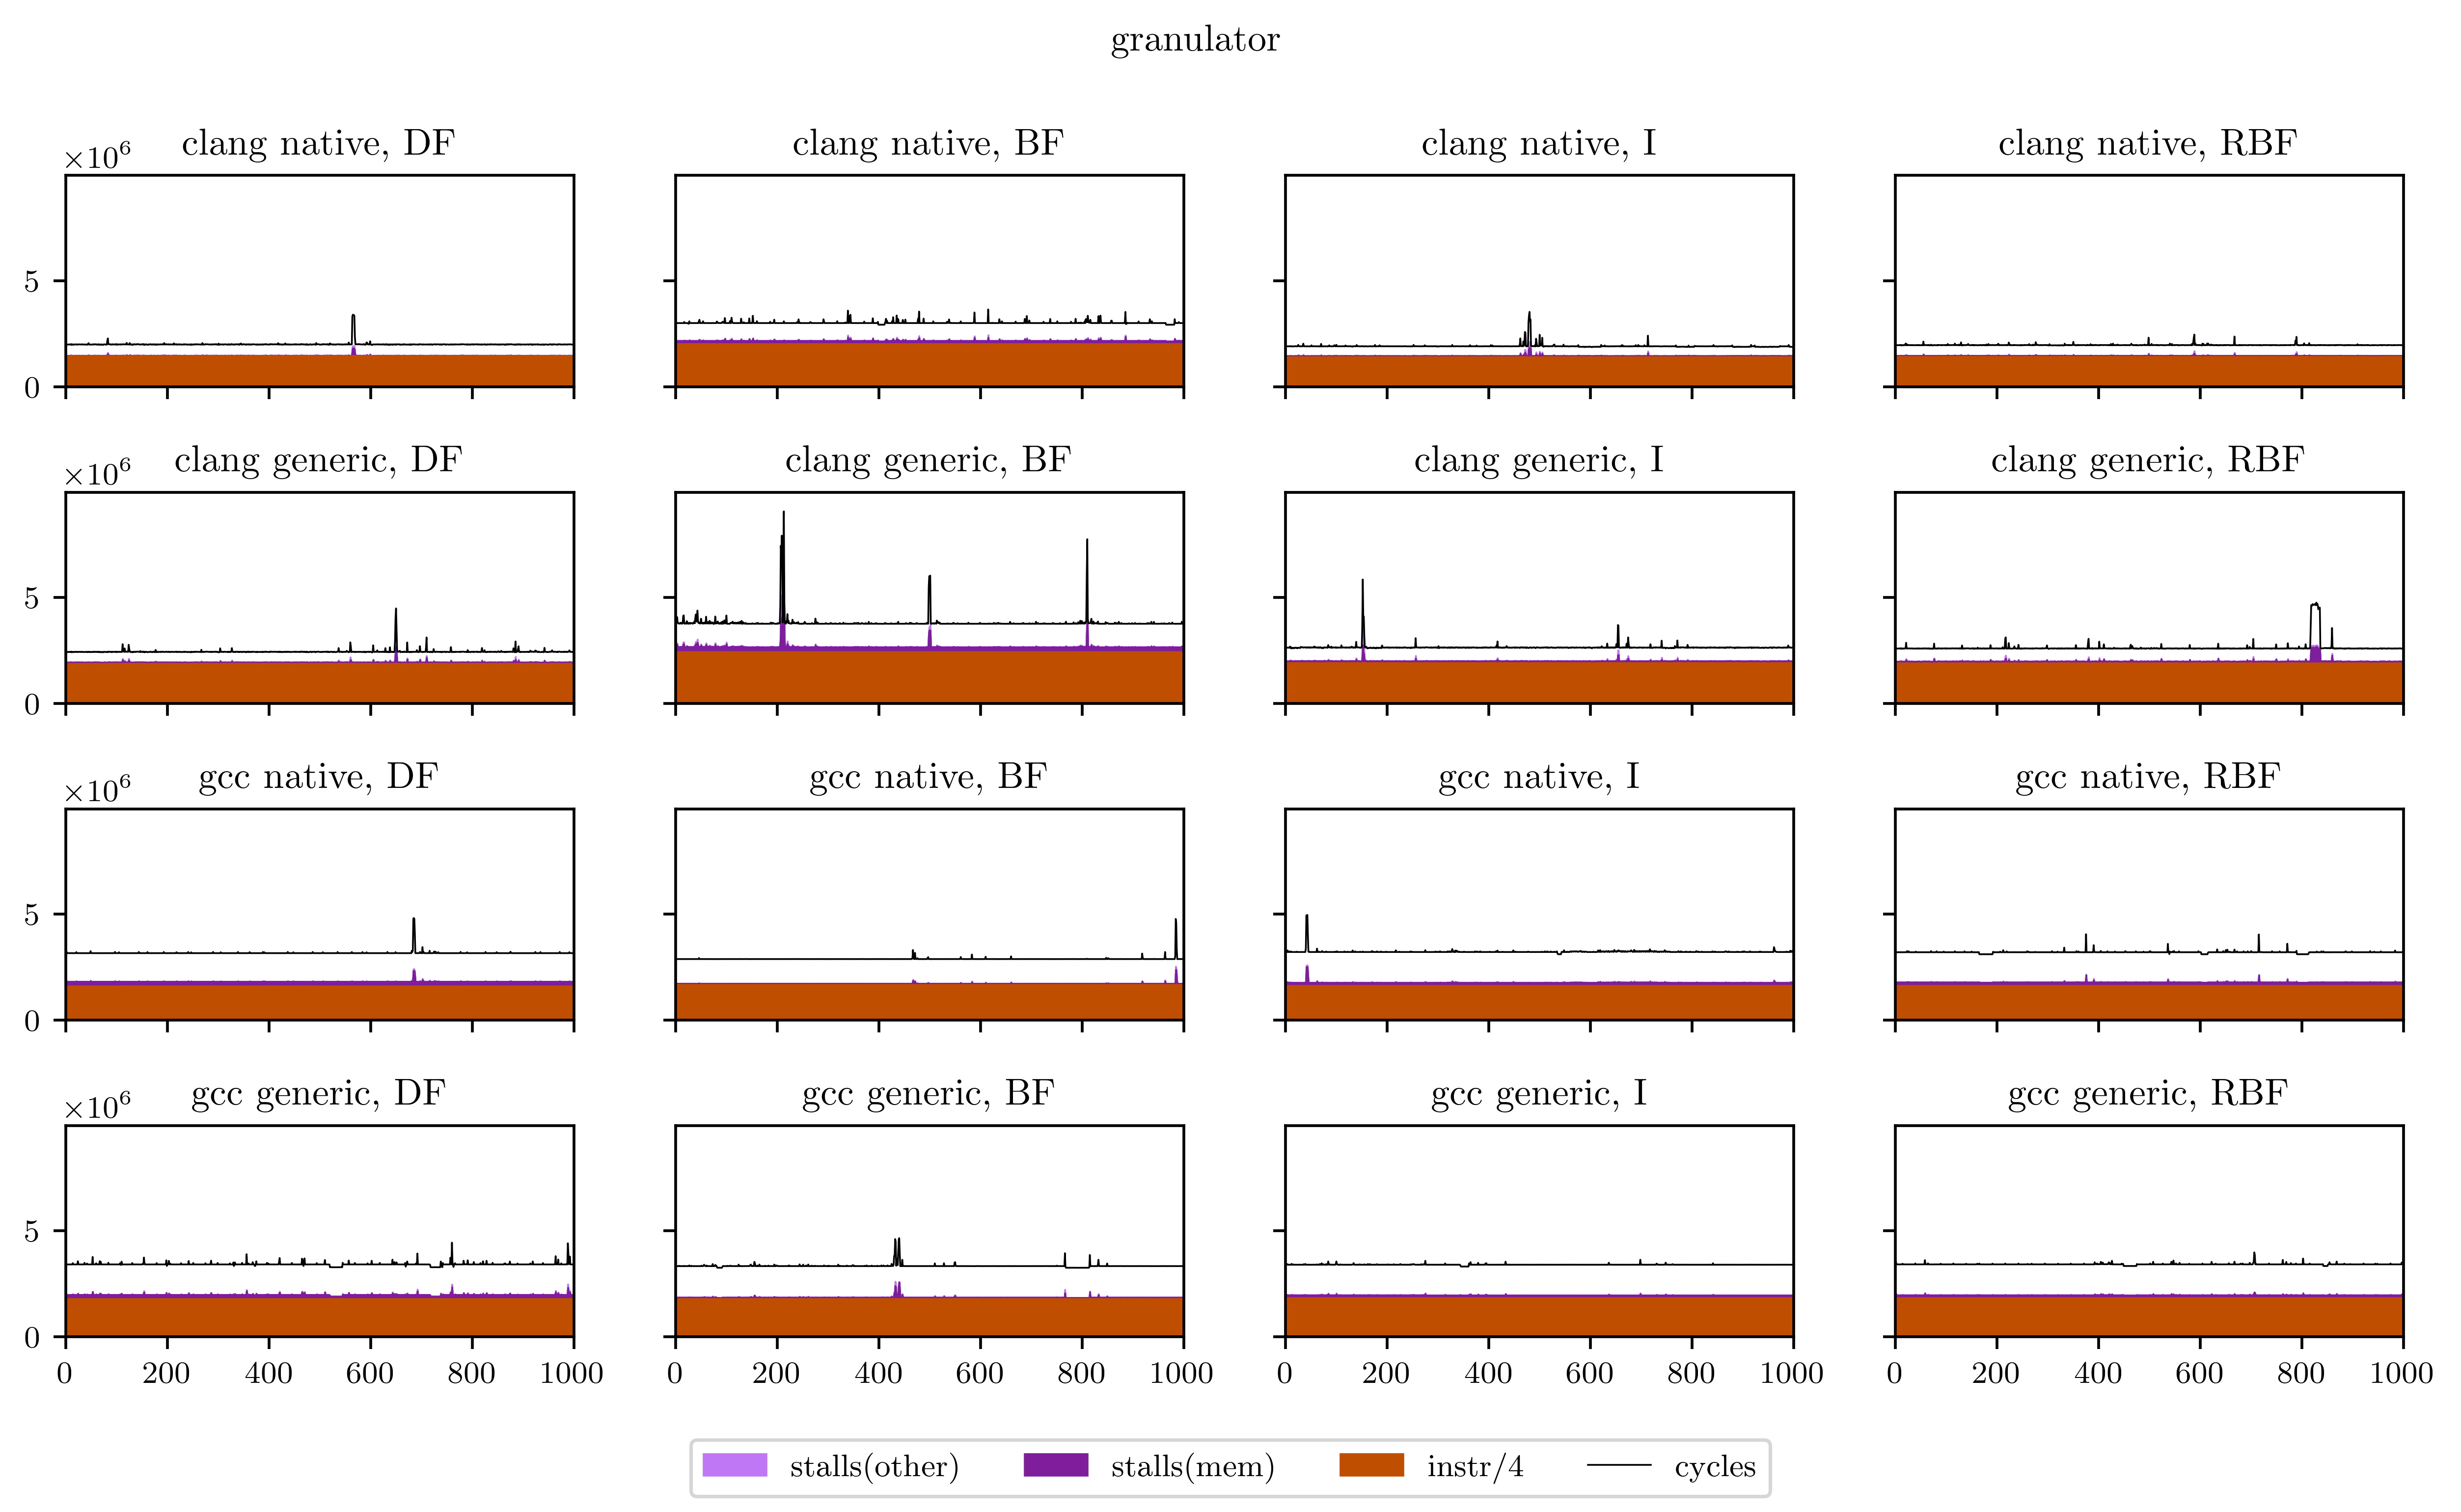 granulator
clang native, DF
clang native, BF
clang native, I
clang native, RBF
×10⁶
5
0
clang generic, DF
clang generic, BF
clang generic, I
clang generic, RBF
×10⁶
5
0
gcc native, DF
gcc native, BF
gcc native, I
gcc native, RBF
×10⁶
5
0
gcc generic, DF
gcc generic, BF
gcc generic, I
gcc generic, RBF
×10⁶
5
0
0 200 400 600 800 1000
0 200 400 600 800 1000
0 200 400 600 800 1000
0 200 400 600 800 1000
stalls(other) stalls(mem) instr/4 cycles